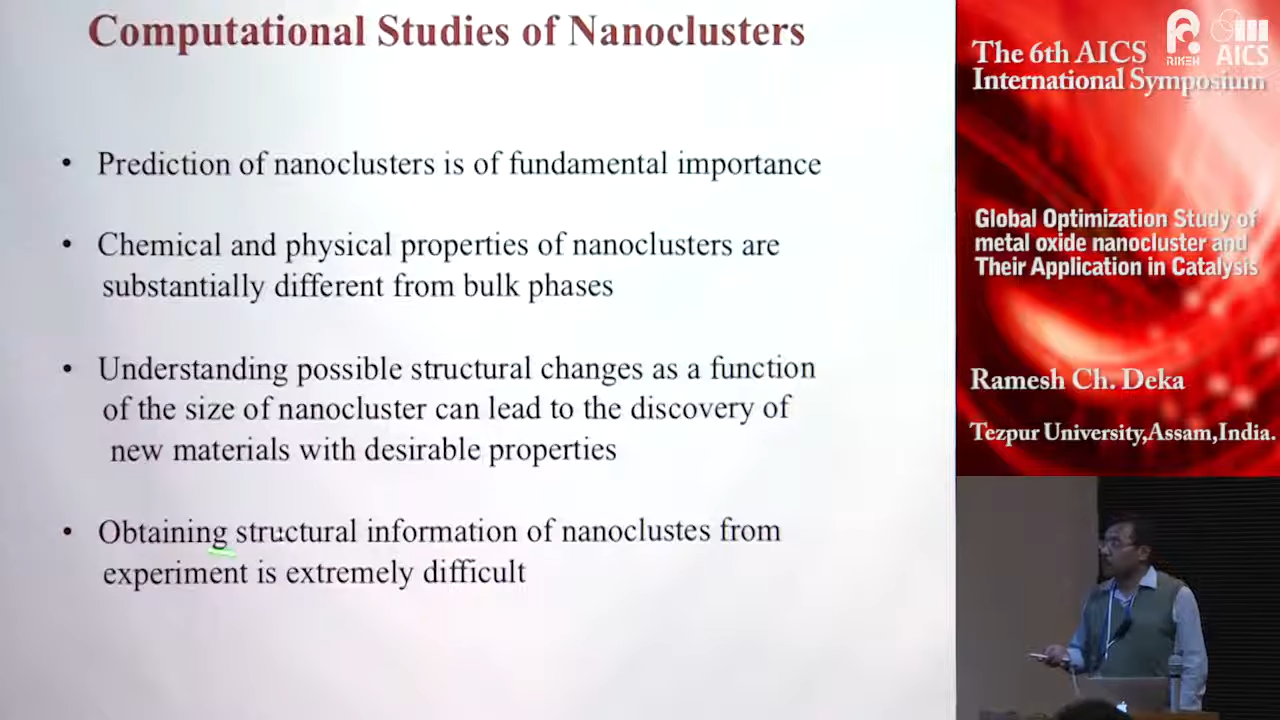 Computational Studies of Nanoclusters
• Prediction of nanoclusters is of fundamental importance
• Chemical and physical properties of nanoclusters are
substantially different from bulk phases
• Understanding possible structural changes as a function
of the size of nanocluster can lead to the discovery of
new materials with desirable properties
• Obtaining structural information of nanoclustes from
experiment is extremely difficult
RIKEN
AICS
The 6th AICS
International Symposium
Global Optimization Study of
metal oxide nanocluster and
Their Application in Catalysis
Ramesh Ch. Deka
Tezpur University,Assam,India.